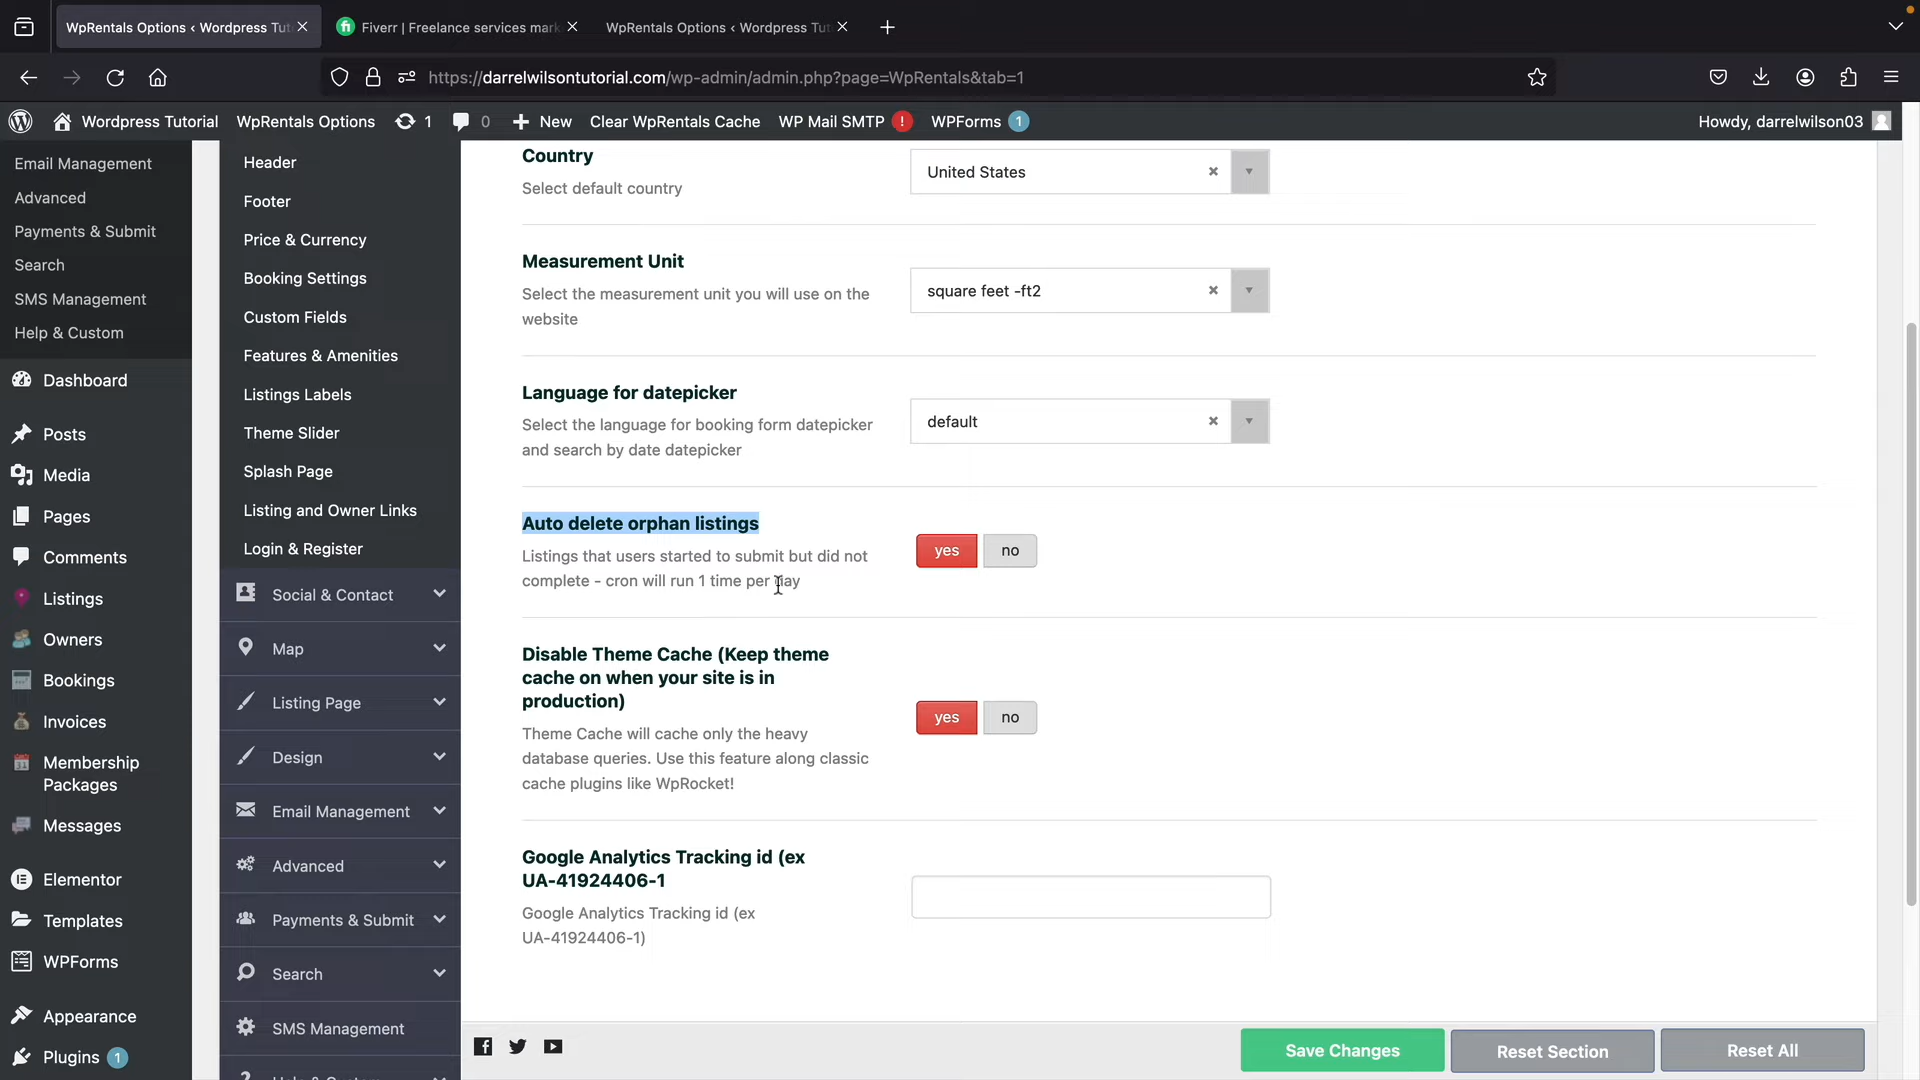 WpRentals Options ‹ Wordpress Tut
Fiverr | Freelance services mark
WpRentals Options ‹ Wordpress Tut
https://darrelwilsontutorial.com/wp-admin/admin.php?page=WpRentals&tab=1
Wordpress Tutorial
WpRentals Options
1
0
New
Clear WpRentals Cache
WP Mail SMTP
!
WPForms
1
Howdy, darrelwilson03
Email Management
Advanced
Payments & Submit
Search
SMS Management
Help & Custom
Dashboard
Posts
Media
Pages
Comments
Listings
Owners
Bookings
Invoices
Membership
Packages
Messages
Elementor
Templates
WPForms
Appearance
Plugins
1
Header
Footer
Price & Currency
Booking Settings
Custom Fields
Features & Amenities
Listings Labels
Theme Slider
Splash Page
Listing and Owner Links
Login & Register
Social & Contact
Map
Listing Page
Design
Email Management
Advanced
Payments & Submit
Search
SMS Management
Country
Select default country
United States
Measurement Unit
Select the measurement unit you will use on the
website
square feet -ft2
Language for datepicker
Select the language for booking form datepicker
and search by date datepicker
default
Auto delete orphan listings
Listings that users started to submit but did not
complete - cron will run 1 time per day
yes
no
Disable Theme Cache (Keep theme
cache on when your site is in
production)
Theme Cache will cache only the heavy
database queries. Use this feature along classic
cache plugins like WpRocket!
yes
no
Google Analytics Tracking id (ex
UA-41924406-1
Google Analytics Tracking id (ex
UA-41924406-1)
Save Changes
Reset Section
Reset All